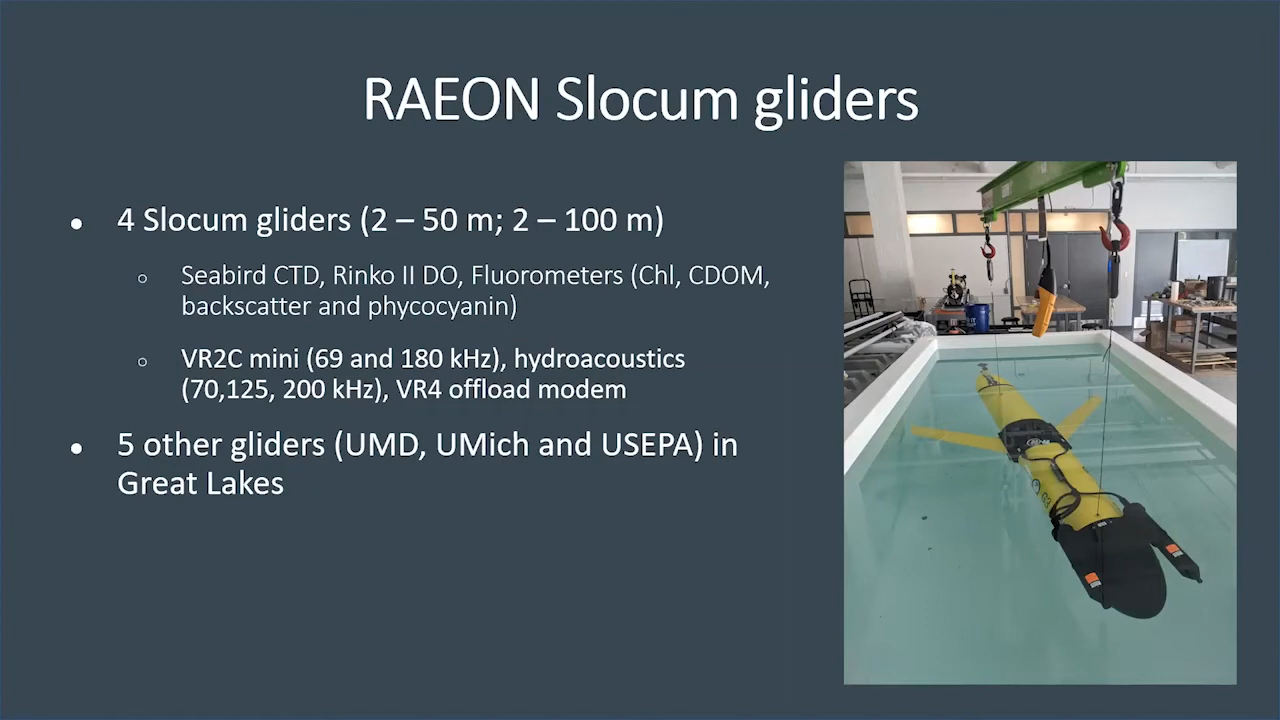 RAEON Slocum gliders
• 4 Slocum gliders (2 – 50 m; 2 – 100 m)
○ Seabird CTD, Rinko II DO, Fluorometers (Chl, CDOM,
backscatter and phycocyanin)
○ VR2C mini (69 and 180 kHz), hydroacoustics
(70,125, 200 kHz), VR4 offload modem
• 5 other gliders (UMD, UMich and USEPA) in
Great Lakes
G3